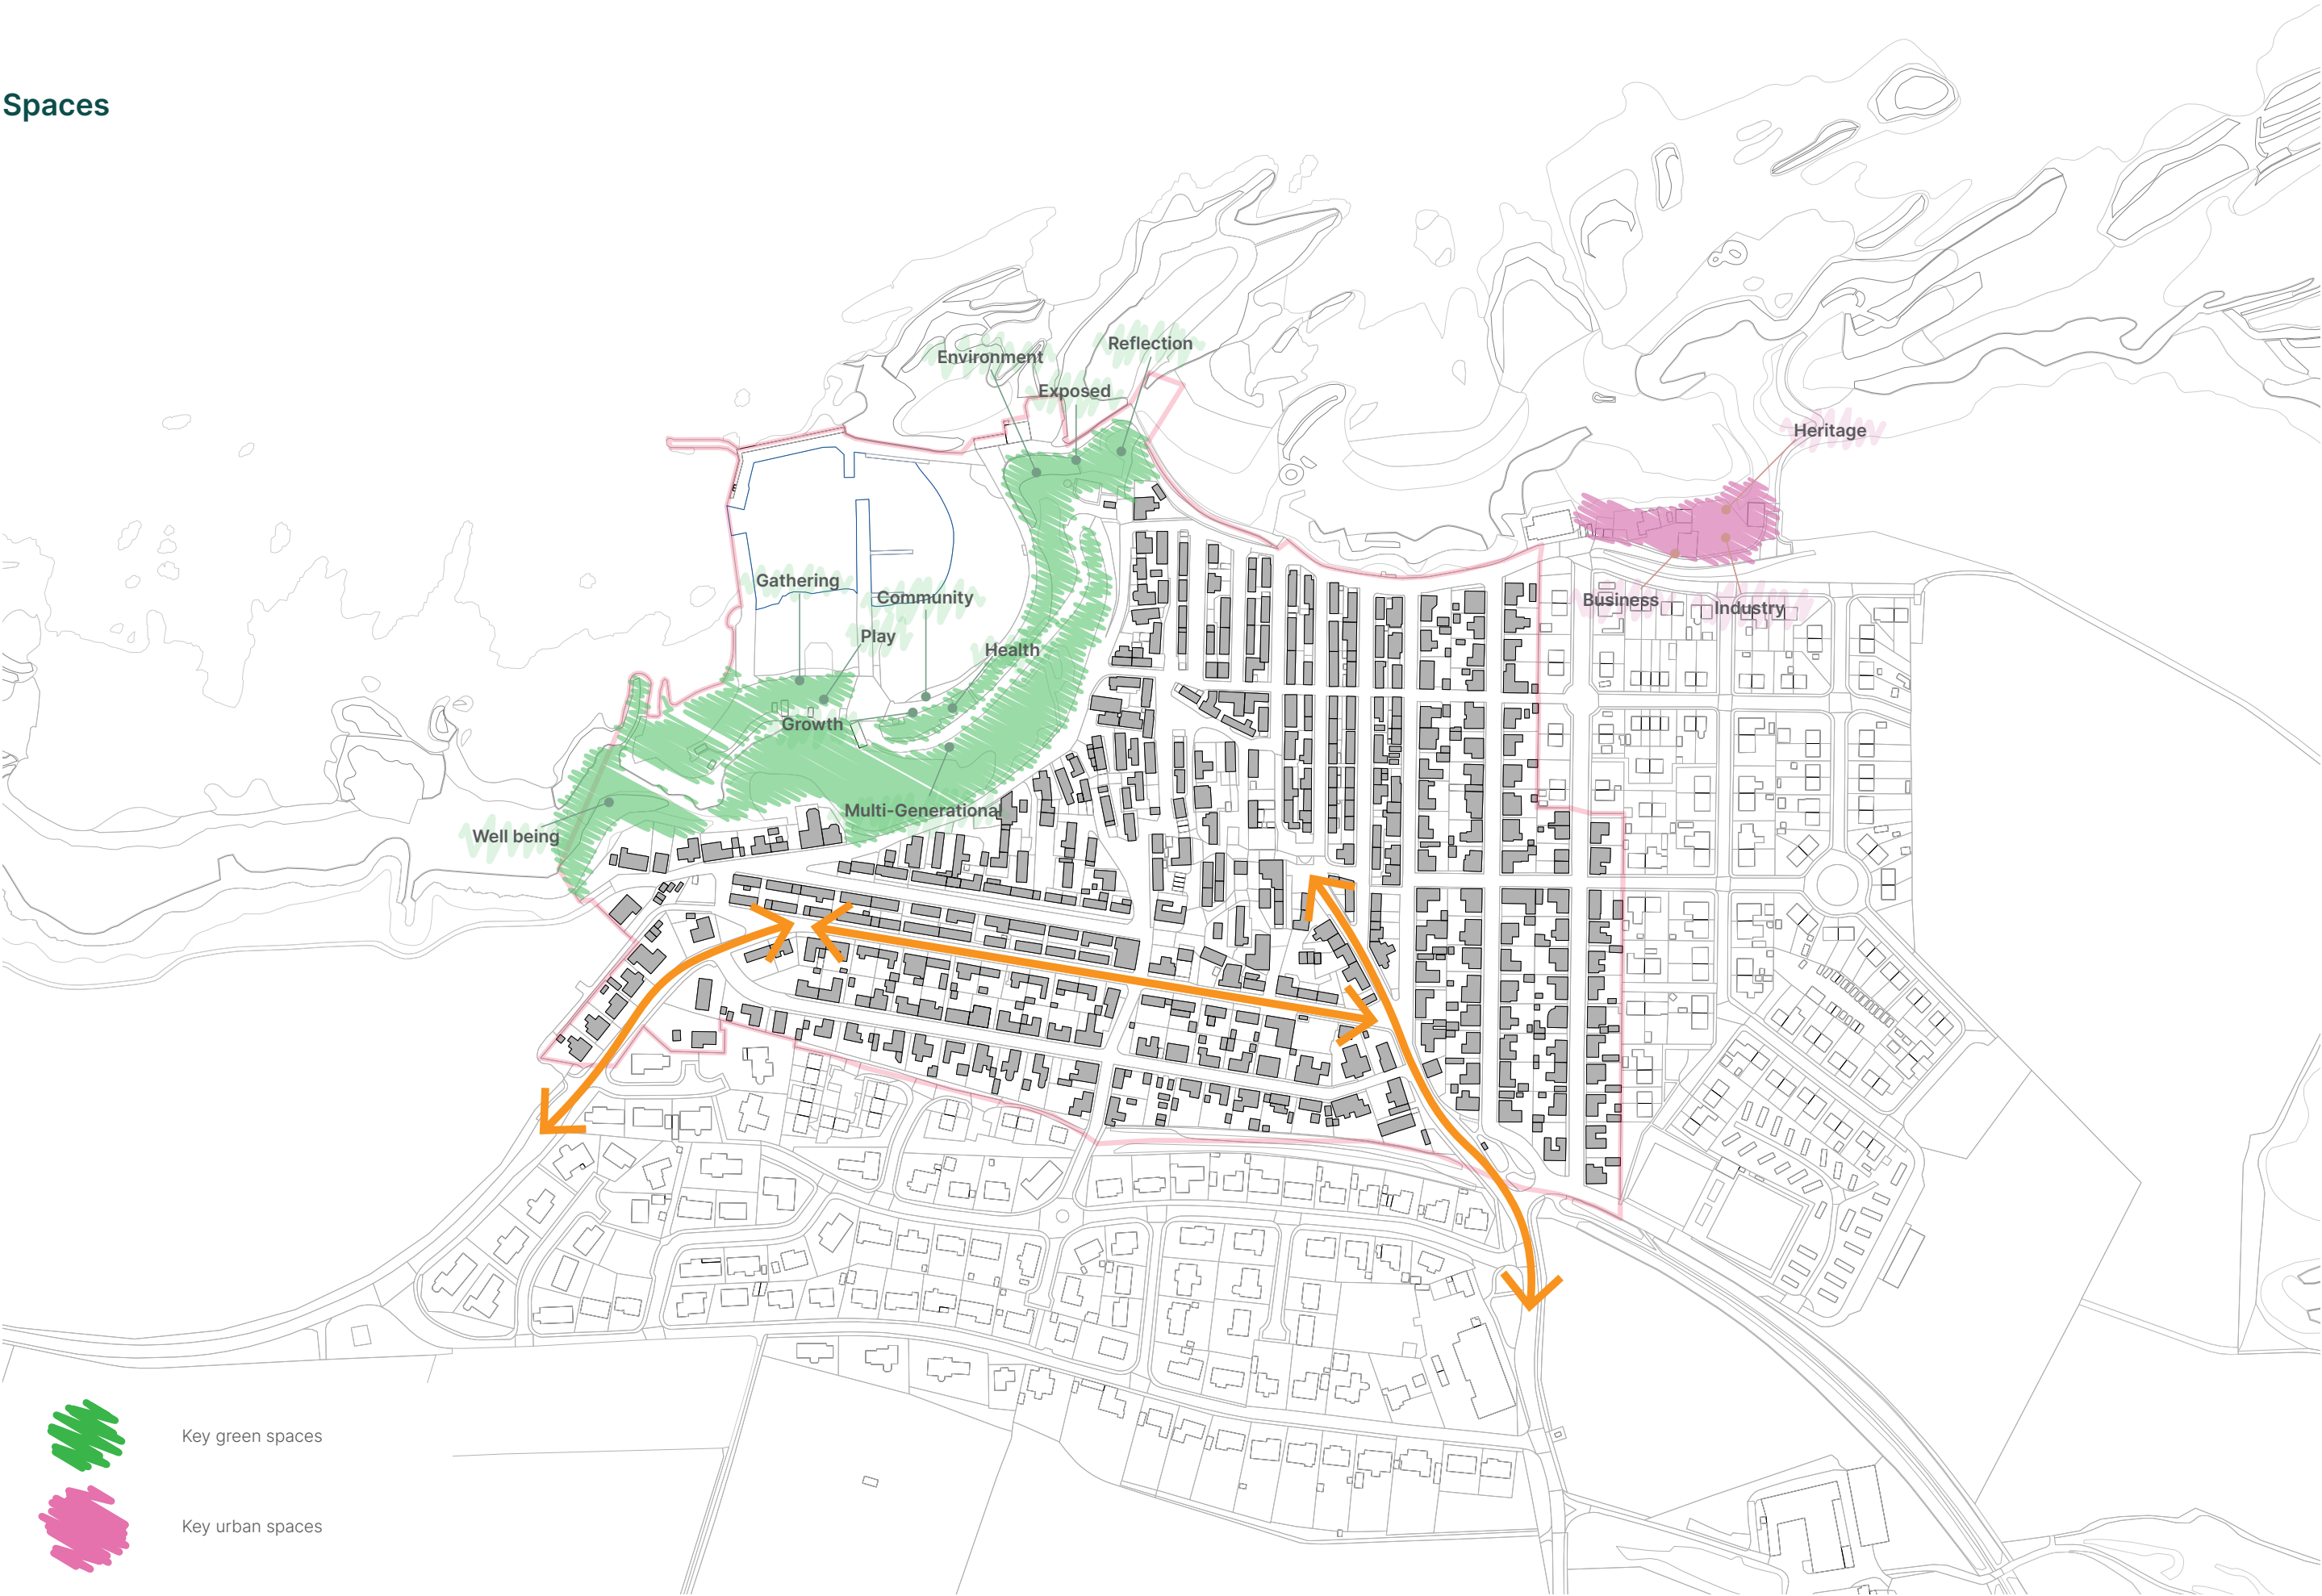 Spaces
Reflection
Environment
Exposed
Heritage
Gathering
Community
Business
Industry
Play
Health
Growth
Multi-Generational
Well being
Key green spaces
Key urban spaces